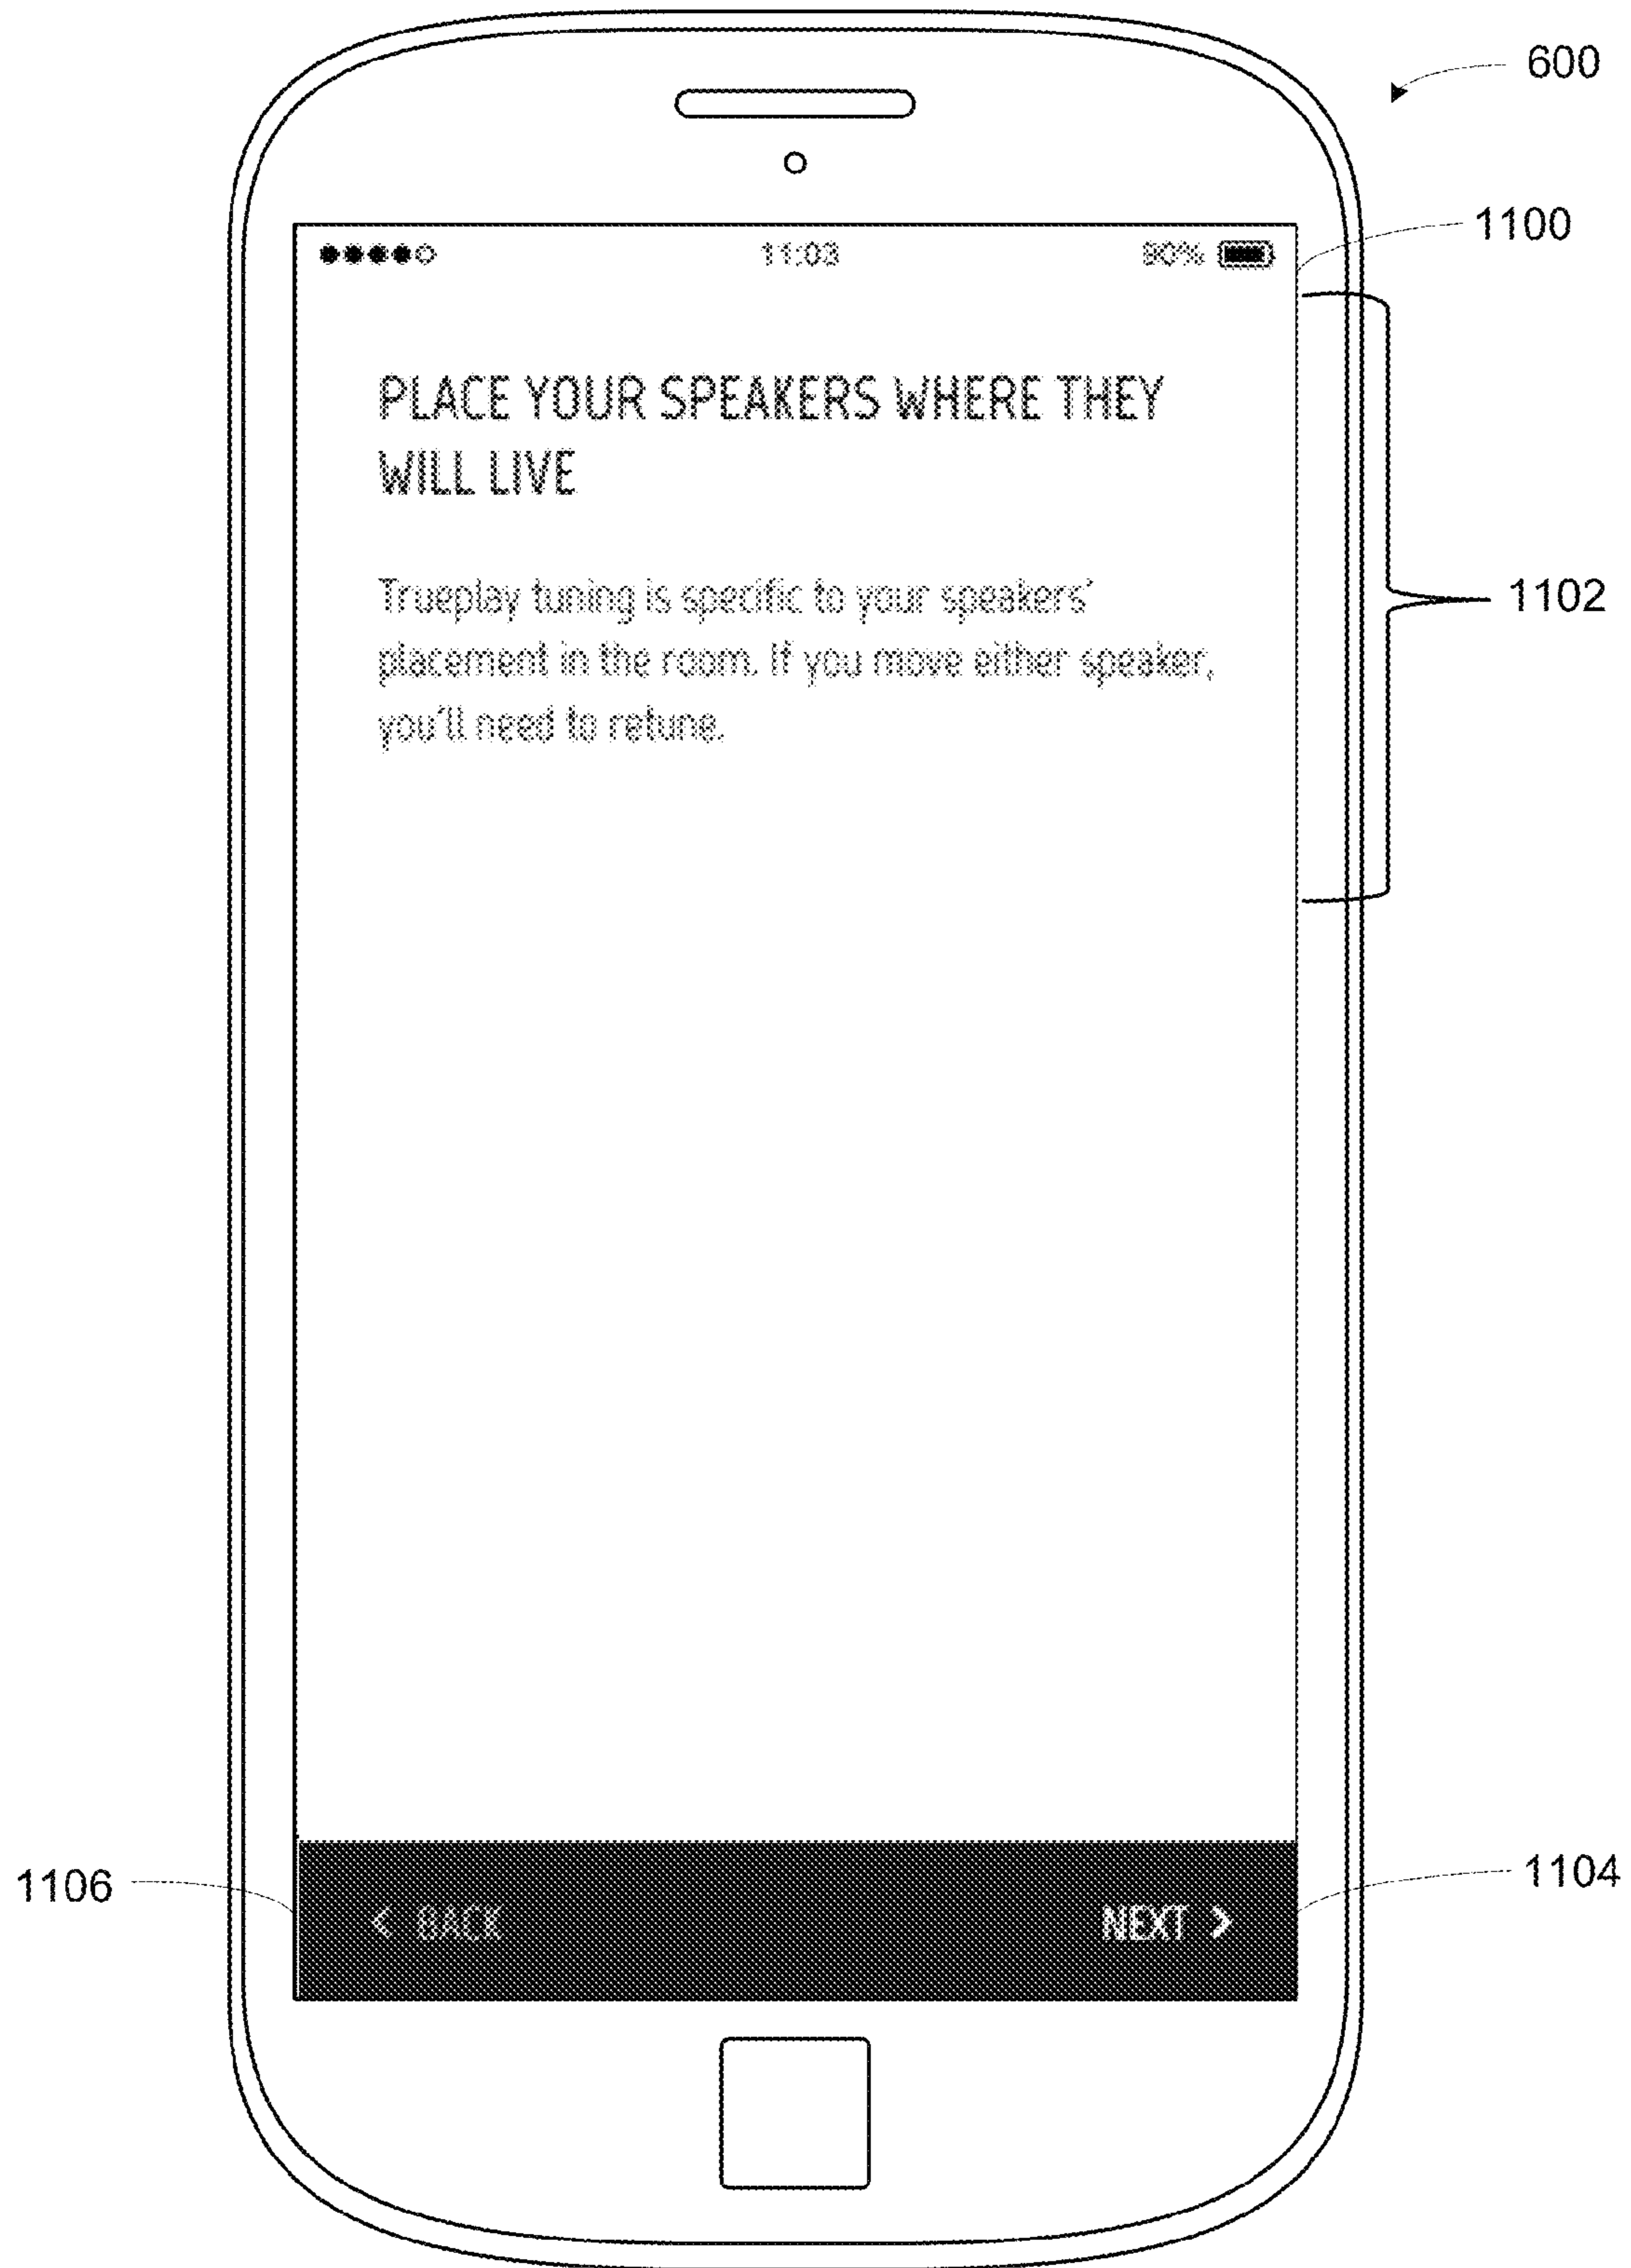 600
1100
11:03 90%
PLACE YOUR SPEAKERS WHERE THEY
WILL LIVE
Trueplay tuning is specific to your speakers'
placement in the room. If you move either speaker,
you'll need to retune.
1102
1106
1104
< BACK NEXT >